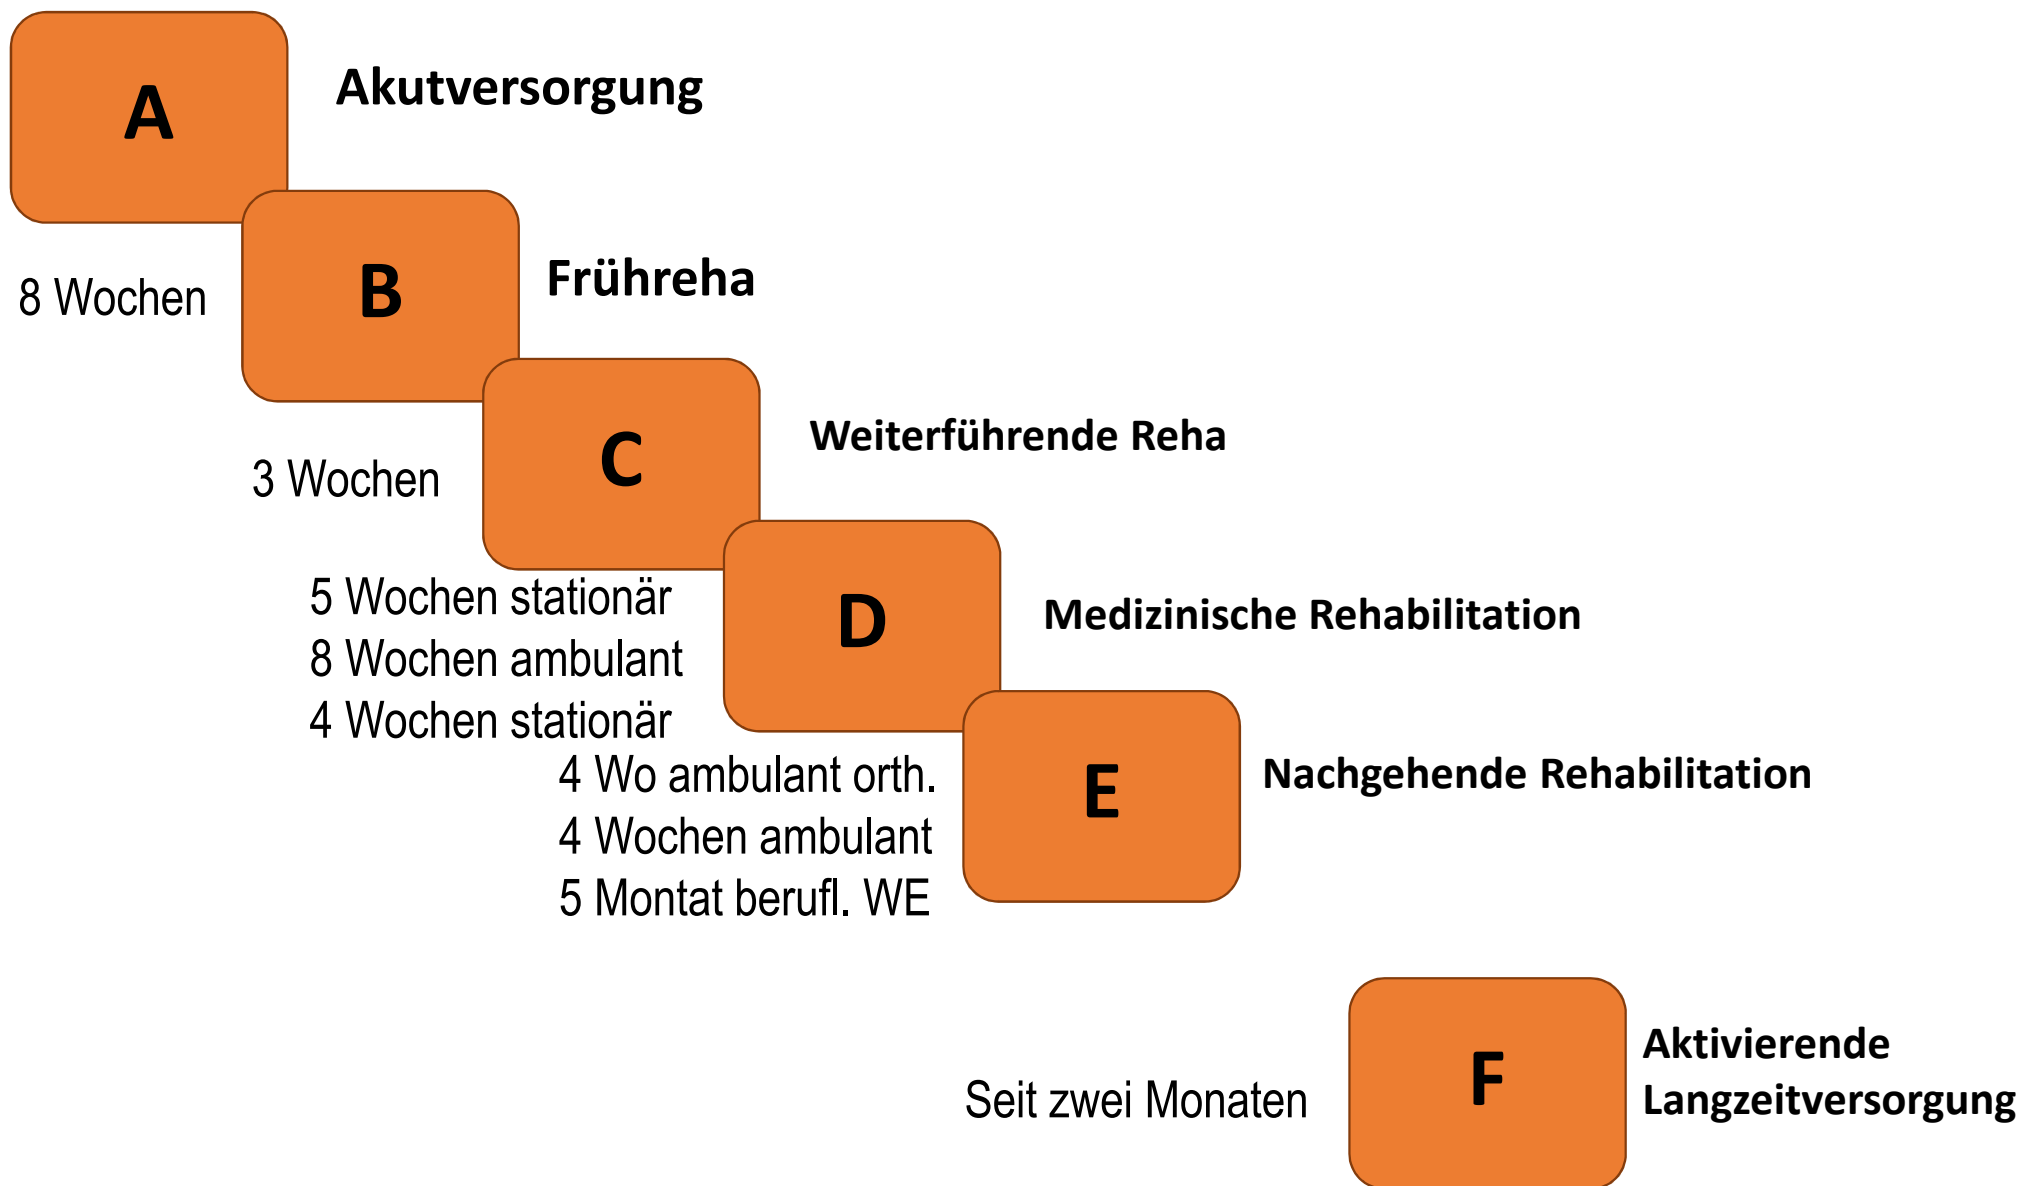 A
Akutversorgung
8 Wochen
B
Frühreha
3 Wochen
C
Weiterführende Reha
5 Wochen stationär
8 Wochen ambulant
4 Wochen stationär
D
Medizinische Rehabilitation
4 Wo ambulant orth.
4 Wochen ambulant
5 Montat berufl. WE
E
Nachgehende Rehabilitation
Seit zwei Monaten
F
Aktivierende
Langzeitversorgung